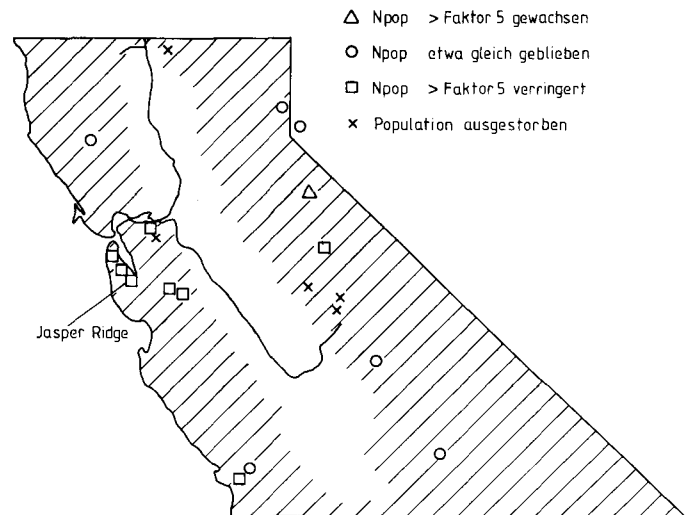 △ Npop > Faktor 5 gewachsen
○ Npop etwa gleich geblieben
□ Npop > Faktor 5 verringert
× Population ausgestorben
Jasper Ridge